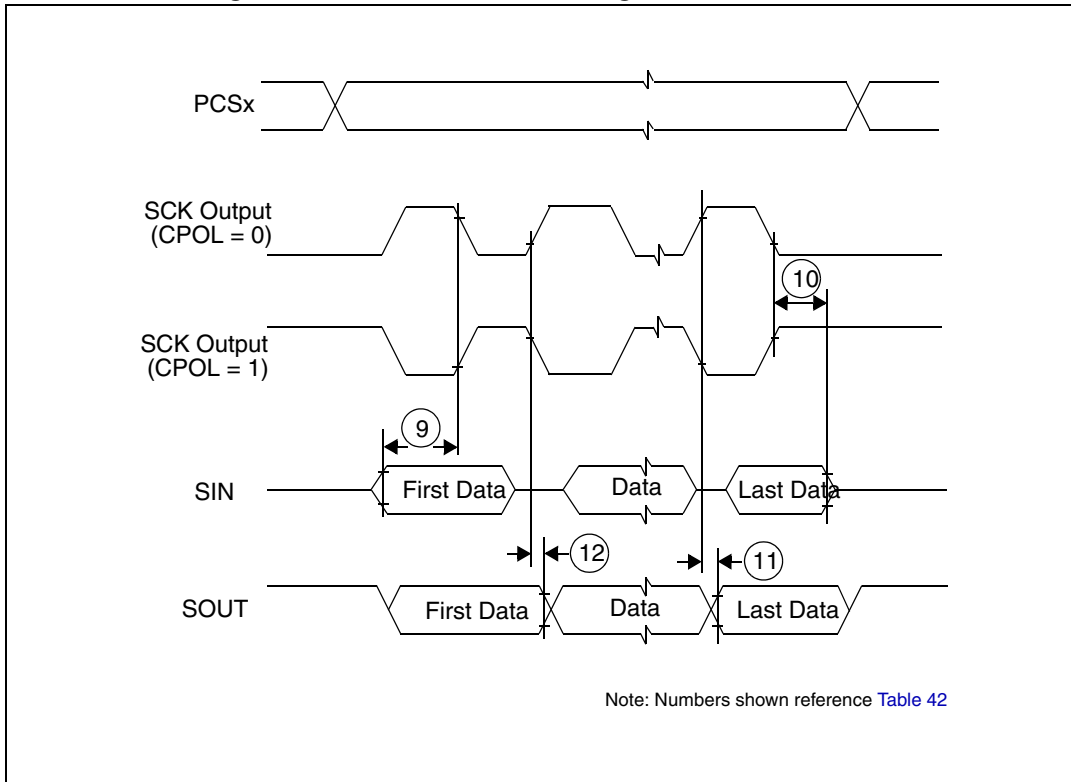 PCSx
SCK Output
(CPOL = 0)
10
SCK Output
(CPOL = 1)
9
SIN
First Data
Data
Last Data
12
11
SOUT
First Data
Data
Last Data
Note: Numbers shown reference Table 42